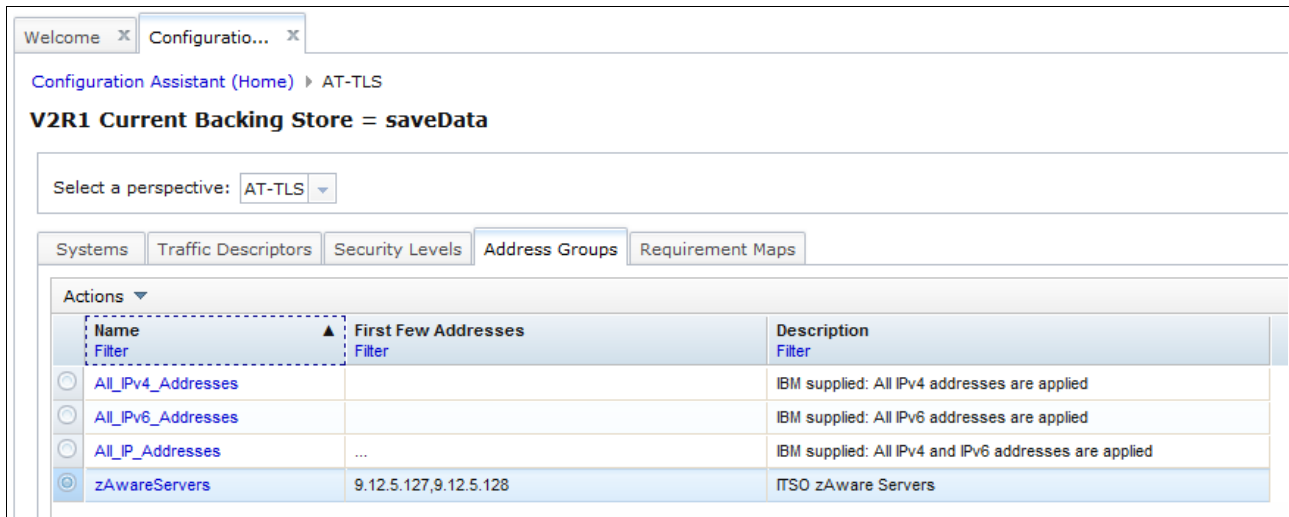 Welcome x Configuratio... x
Configuration Assistant (Home) AT-TLS
V2R1 Current Backing Store = saveData
Select a perspective: AT-TLS
Systems Traffic Descriptors Security Levels Address Groups Requirement Maps
Actions
Name First Few Addresses Description
Filter Filter Filter
All_IPv4_Addresses IBM supplied: All IPv4 addresses are applied
All_IPv6_Addresses IBM supplied: All IPv6 addresses are applied
All_IP_Addresses ... IBM supplied: All IPv4 and IPv6 addresses are applied
zAwareServers 9.12.5.127,9.12.5.128 ITSO zAware Servers